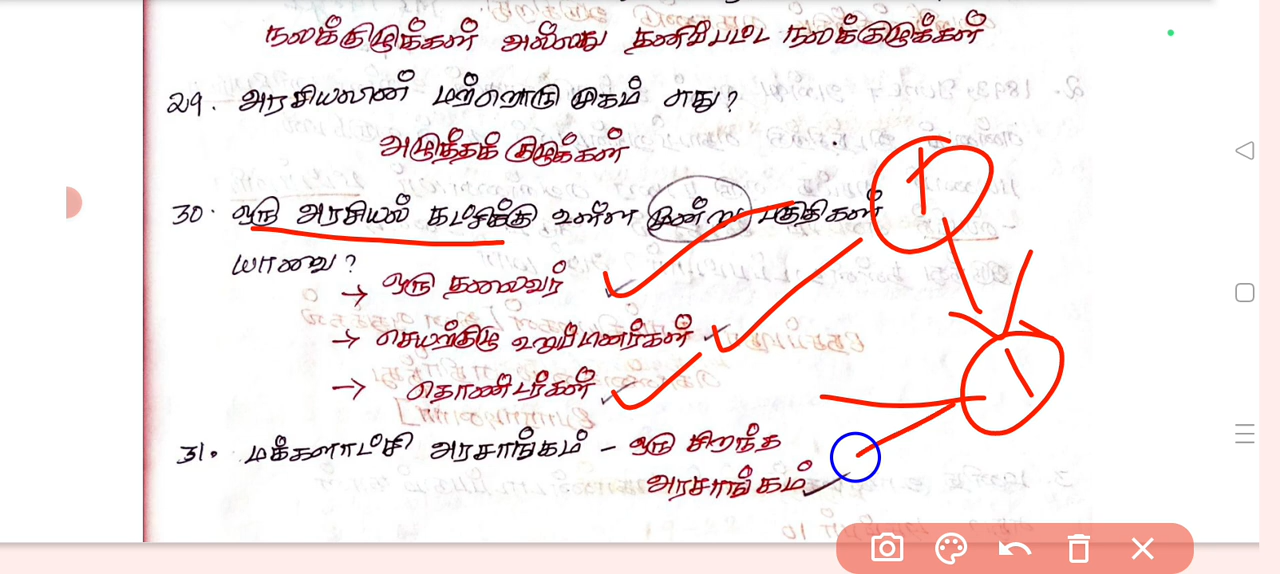 நலக்குழுக்கள் அல்லது தனிப்பட்ட நலக்குழுக்கள்
29. அரசியலின் மற்றொரு முகம் எது?
அழுத்தக் குழுக்கள்
30. ஒரு அரசியல் கட்சிக்கு உள்ள மூன்று பகுதிகள்
யாவை?
→ ஒரு தலைவர்
→ செயற்குழு உறுப்பினர்கள்
→ தொண்டர்கள்
31. மக்களாட்சி அரசாங்கம் - ஒரு சிறந்த
அரசாங்கம்